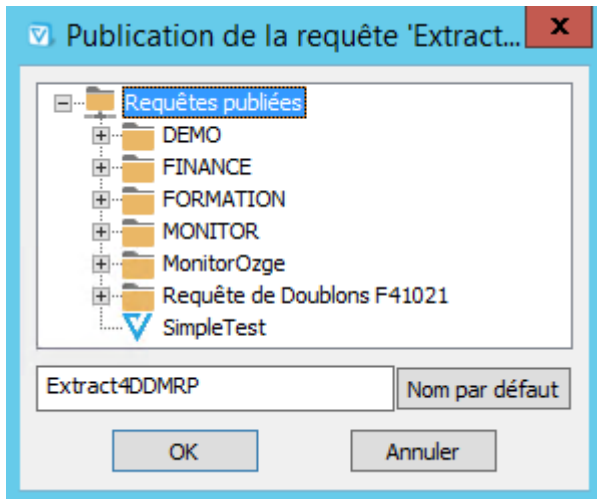 Publication de la requête 'Extract...
Requêtes publiées
DEMO
FINANCE
FORMATION
MONITOR
MonitorOzge
Requête de Doublons F41021
SimpleTest
Extract4DDMRP
Nom par défaut
OK
Annuler